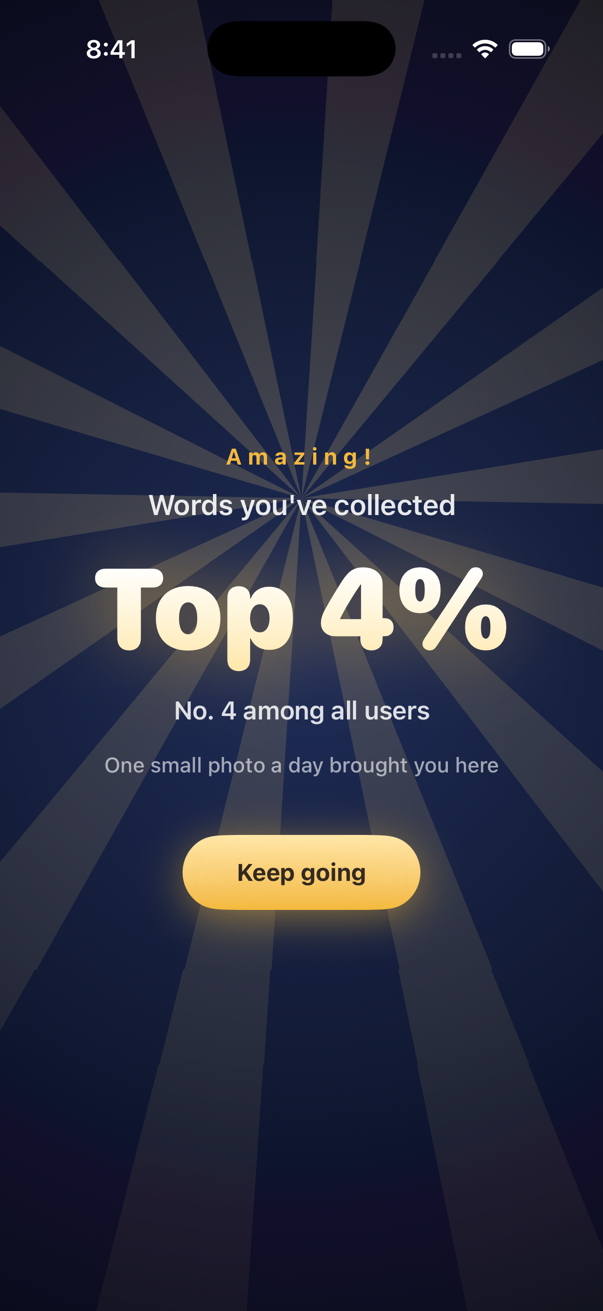 8:41
Amazing!
Words you've collected
Top 4%
No. 4 among all users
One small photo a day brought you here
Keep going